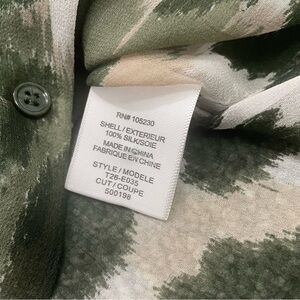 RN# 105230
SHELL / EXTERIEUR
100% SILK/SOIE
MADE IN CHINA
FABRIQUE EN CHINE
STYLE / MODELE
T26-E035
CUT / COUPE
500198